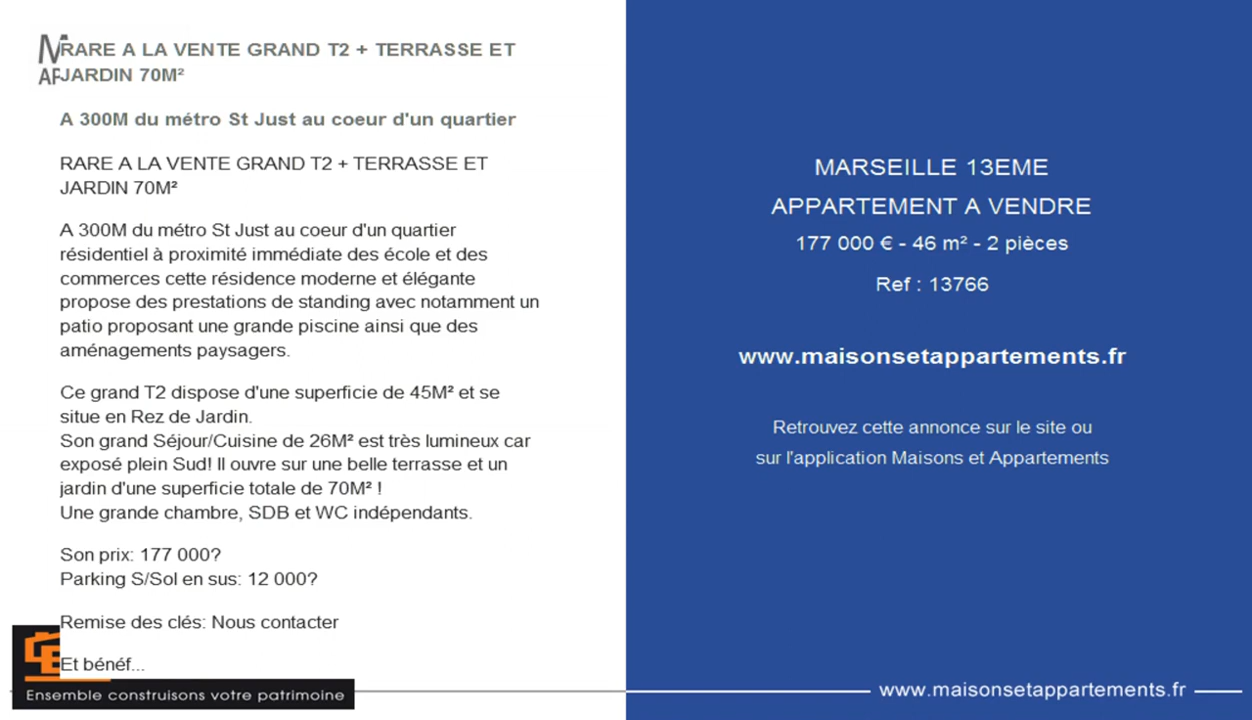 RARE A LA VENTE GRAND T2 + TERRASSE ET
JARDIN 70M²
A 300M du métro St Just au coeur d'un quartier
RARE A LA VENTE GRAND T2 + TERRASSE ET
JARDIN 70M²
A 300M du métro St Just au coeur d'un quartier
résidentiel à proximité immédiate des école et des
commerces cette résidence moderne et élégante
propose des prestations de standing avec notamment un
patio proposant une grande piscine ainsi que des
aménagements paysagers.
Ce grand T2 dispose d'une superficie de 45M² et se
situe en Rez de Jardin.
Son grand Séjour/Cuisine de 26M² est très lumineux car
exposé plein Sud! Il ouvre sur une belle terrasse et un
jardin d'une superficie totale de 70M² !
Une grande chambre, SDB et WC indépendants.
Son prix: 177 000?
Parking S/Sol en sus: 12 000?
Remise des clés: Nous contacter
Et bénéf...
Ensemble construisons votre patrimoine
MARSEILLE 13EME
APPARTEMENT A VENDRE
177 000 € - 46 m² - 2 pièces
Ref : 13766
www.maisonsetappartements.fr
Retrouvez cette annonce sur le site ou
sur l'application Maisons et Appartements
www.maisonsetappartements.fr